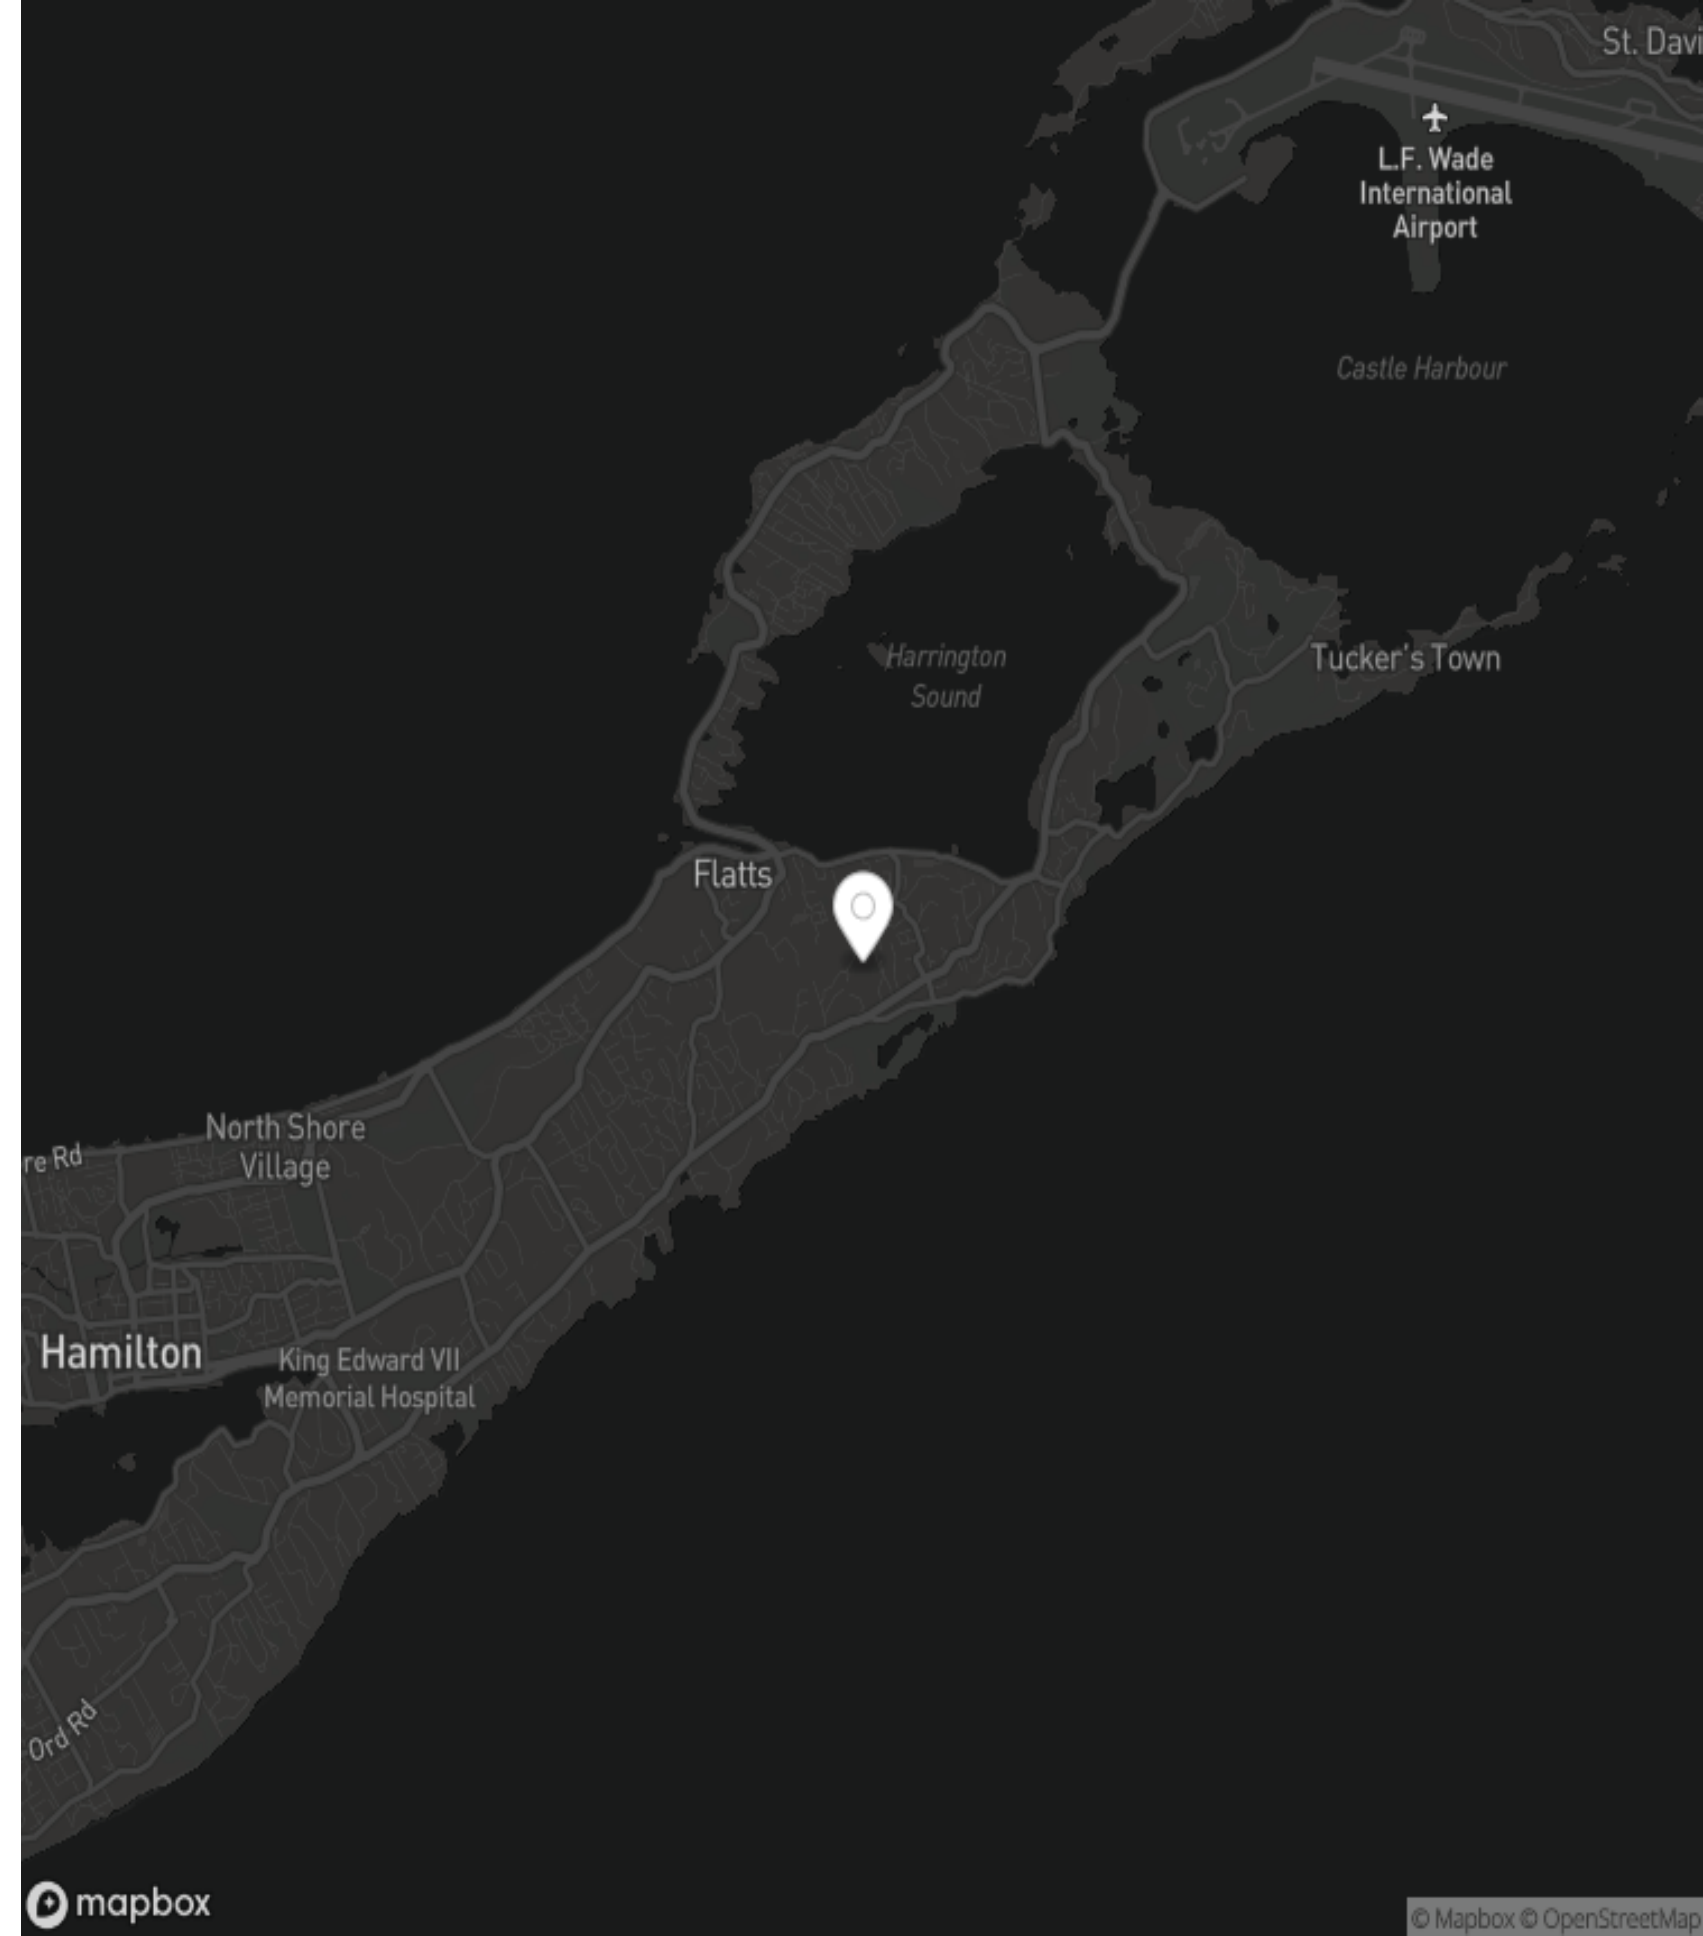 St. Davi
L.F. Wade
International
Airport
Castle Harbour
Harrington
Sound
Tucker's Town
Flatts
North Shore
Village
re Rd
Hamilton
King Edward VII
Memorial Hospital
Ord Rd
mapbox
© Mapbox © OpenStreetMap